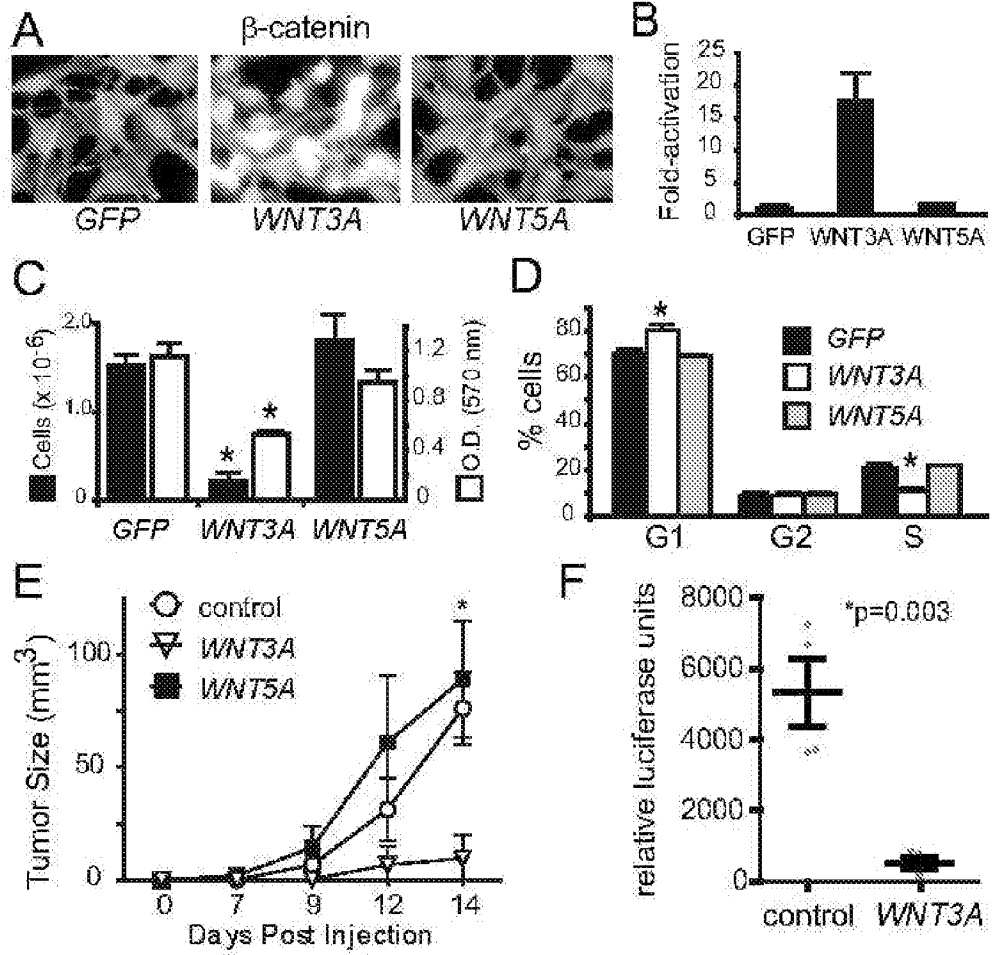 A
β-catenin
GFP
WNT3A
WNT5A
B
Fold-activation
25
20
15
10
5
0
GFP
WNT3A
WNT5A
C
Cells (x 10-6)
2.0
1.0
0
*
*
1.2
0.8
0.4
0
O.D. (570 nm)
GFP
WNT3A
WNT5A
D
% cells
80
60
40
20
0
*
*
GFP
WNT3A
WNT5A
G1
G2
S
E
Tumor Size (mm3)
100
50
0
control
WNT3A
WNT5A
*
0
7
9
12
14
Days Post Injection
F
relative luciferase units
8000
6000
4000
2000
0
*p=0.003
control
WNT3A